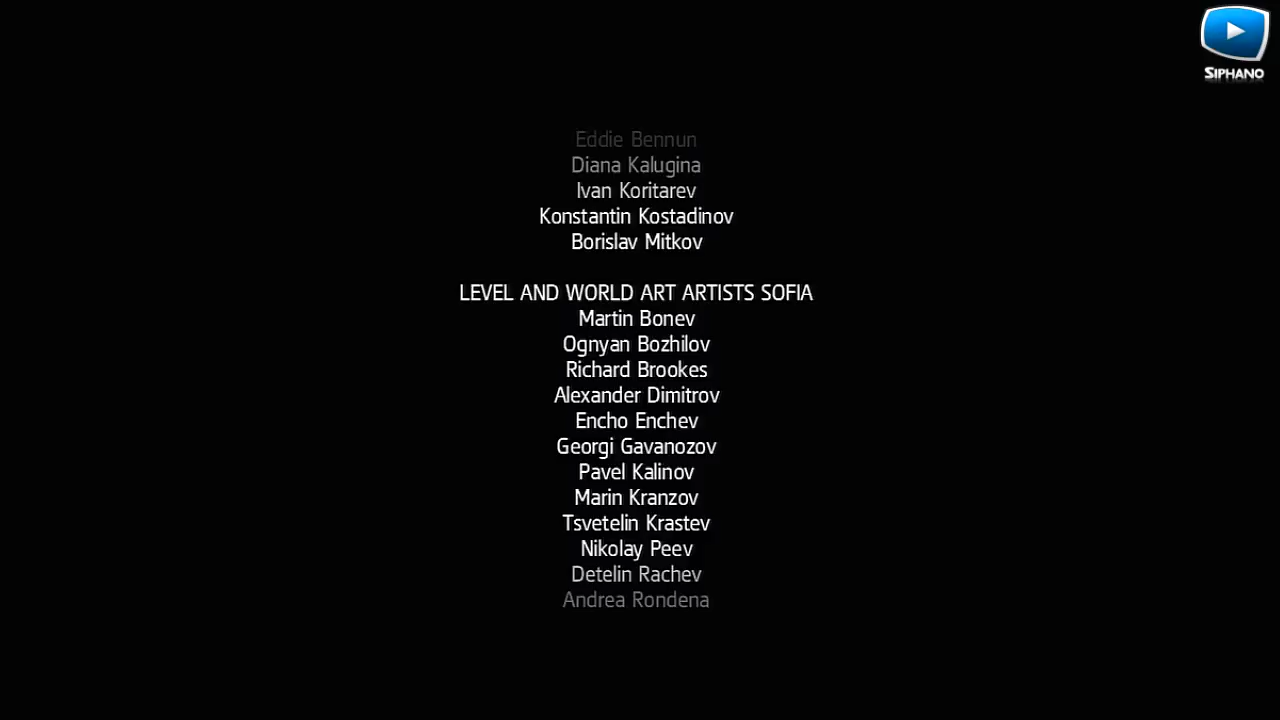 SIPHANO
Eddie Bennun
Diana Kalugina
Ivan Koritarev
Konstantin Kostadinov
Borislav Mitkov
LEVEL AND WORLD ART ARTISTS SOFIA
Martin Bonev
Ognyan Bozhilov
Richard Brookes
Alexander Dimitrov
Encho Enchev
Georgi Gavanozov
Pavel Kalinov
Marin Kranzov
Tsvetelin Krastev
Nikolay Peev
Detelin Rachev
Andrea Rondena